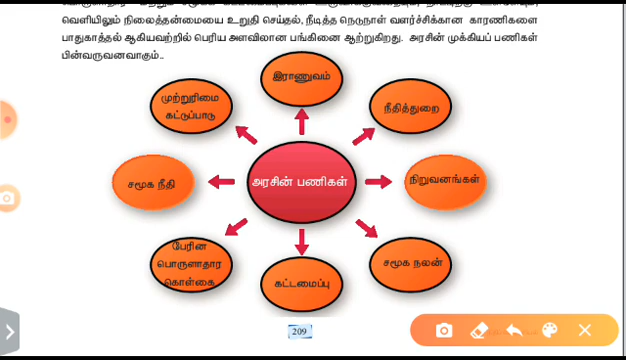 வெளியிலும் நிலைத்தன்மையை உறுதி செய்தல், நீடித்த நெடுநாள் வளர்ச்சிக்கான காரணிகளை
பாதுகாத்தல் ஆகியவற்றில் பெரிய அளவிலான பங்கினை ஆற்றுகிறது. அரசின் முக்கியப் பணிகள்
பின்வருவனவாகும்..
இராணுவம்
முற்றுரிமை
கட்டுப்பாடு
நீதித்துறை
சமூக நீதி
அரசின் பணிகள்
நிறுவனங்கள்
பேரின
பொருளாதார
கொள்கை
கட்டமைப்பு
சமூக நலன்
209